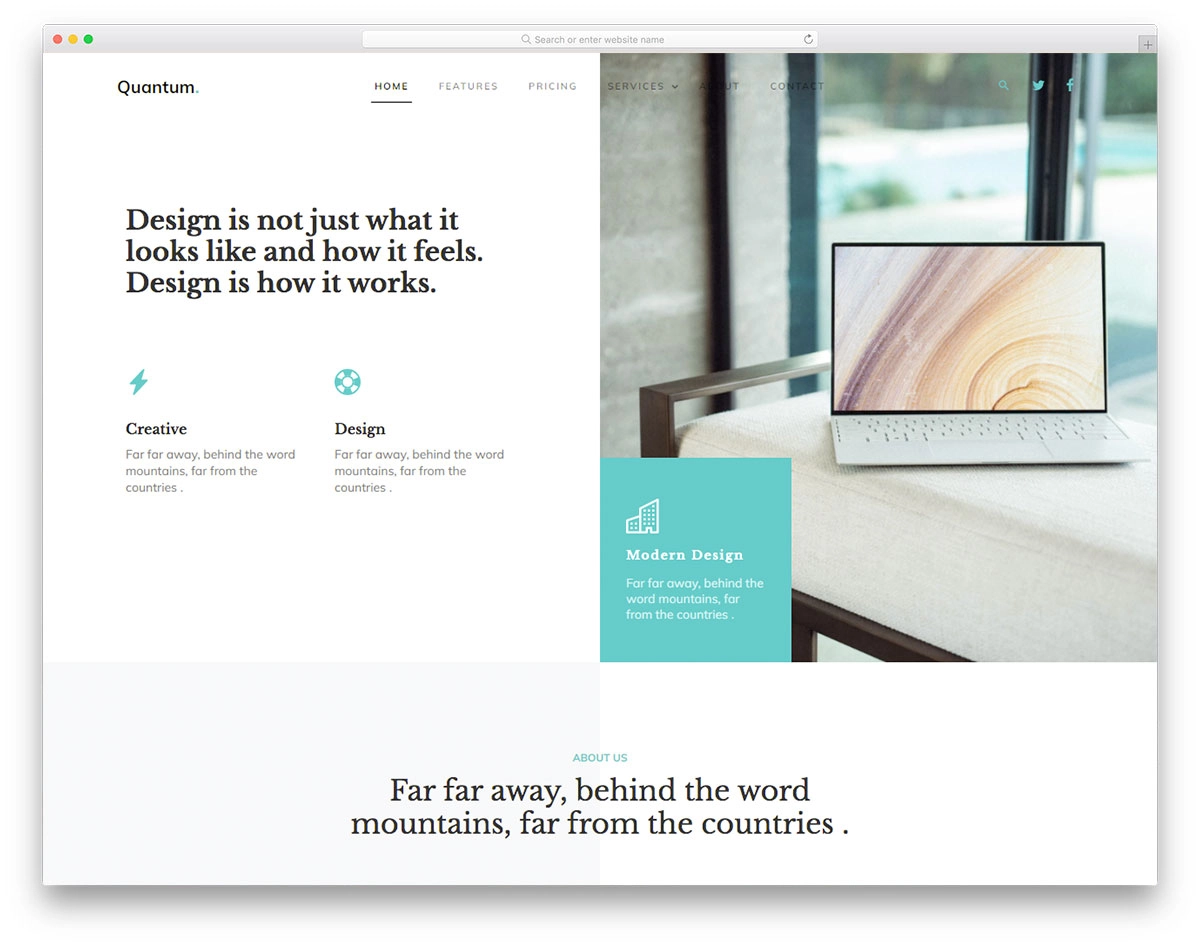 Search or enter website name
Quantum.
HOME FEATURES PRICING SERVICES ABOUT CONTACT
Design is not just what it
looks like and how it feels.
Design is how it works.
Creative
Far far away, behind the word
mountains, far from the
countries .
Design
Far far away, behind the word
mountains, far from the
countries .
Modern Design
Far far away, behind the
word mountains, far
from the countries .
ABOUT US
Far far away, behind the word
mountains, far from the countries .